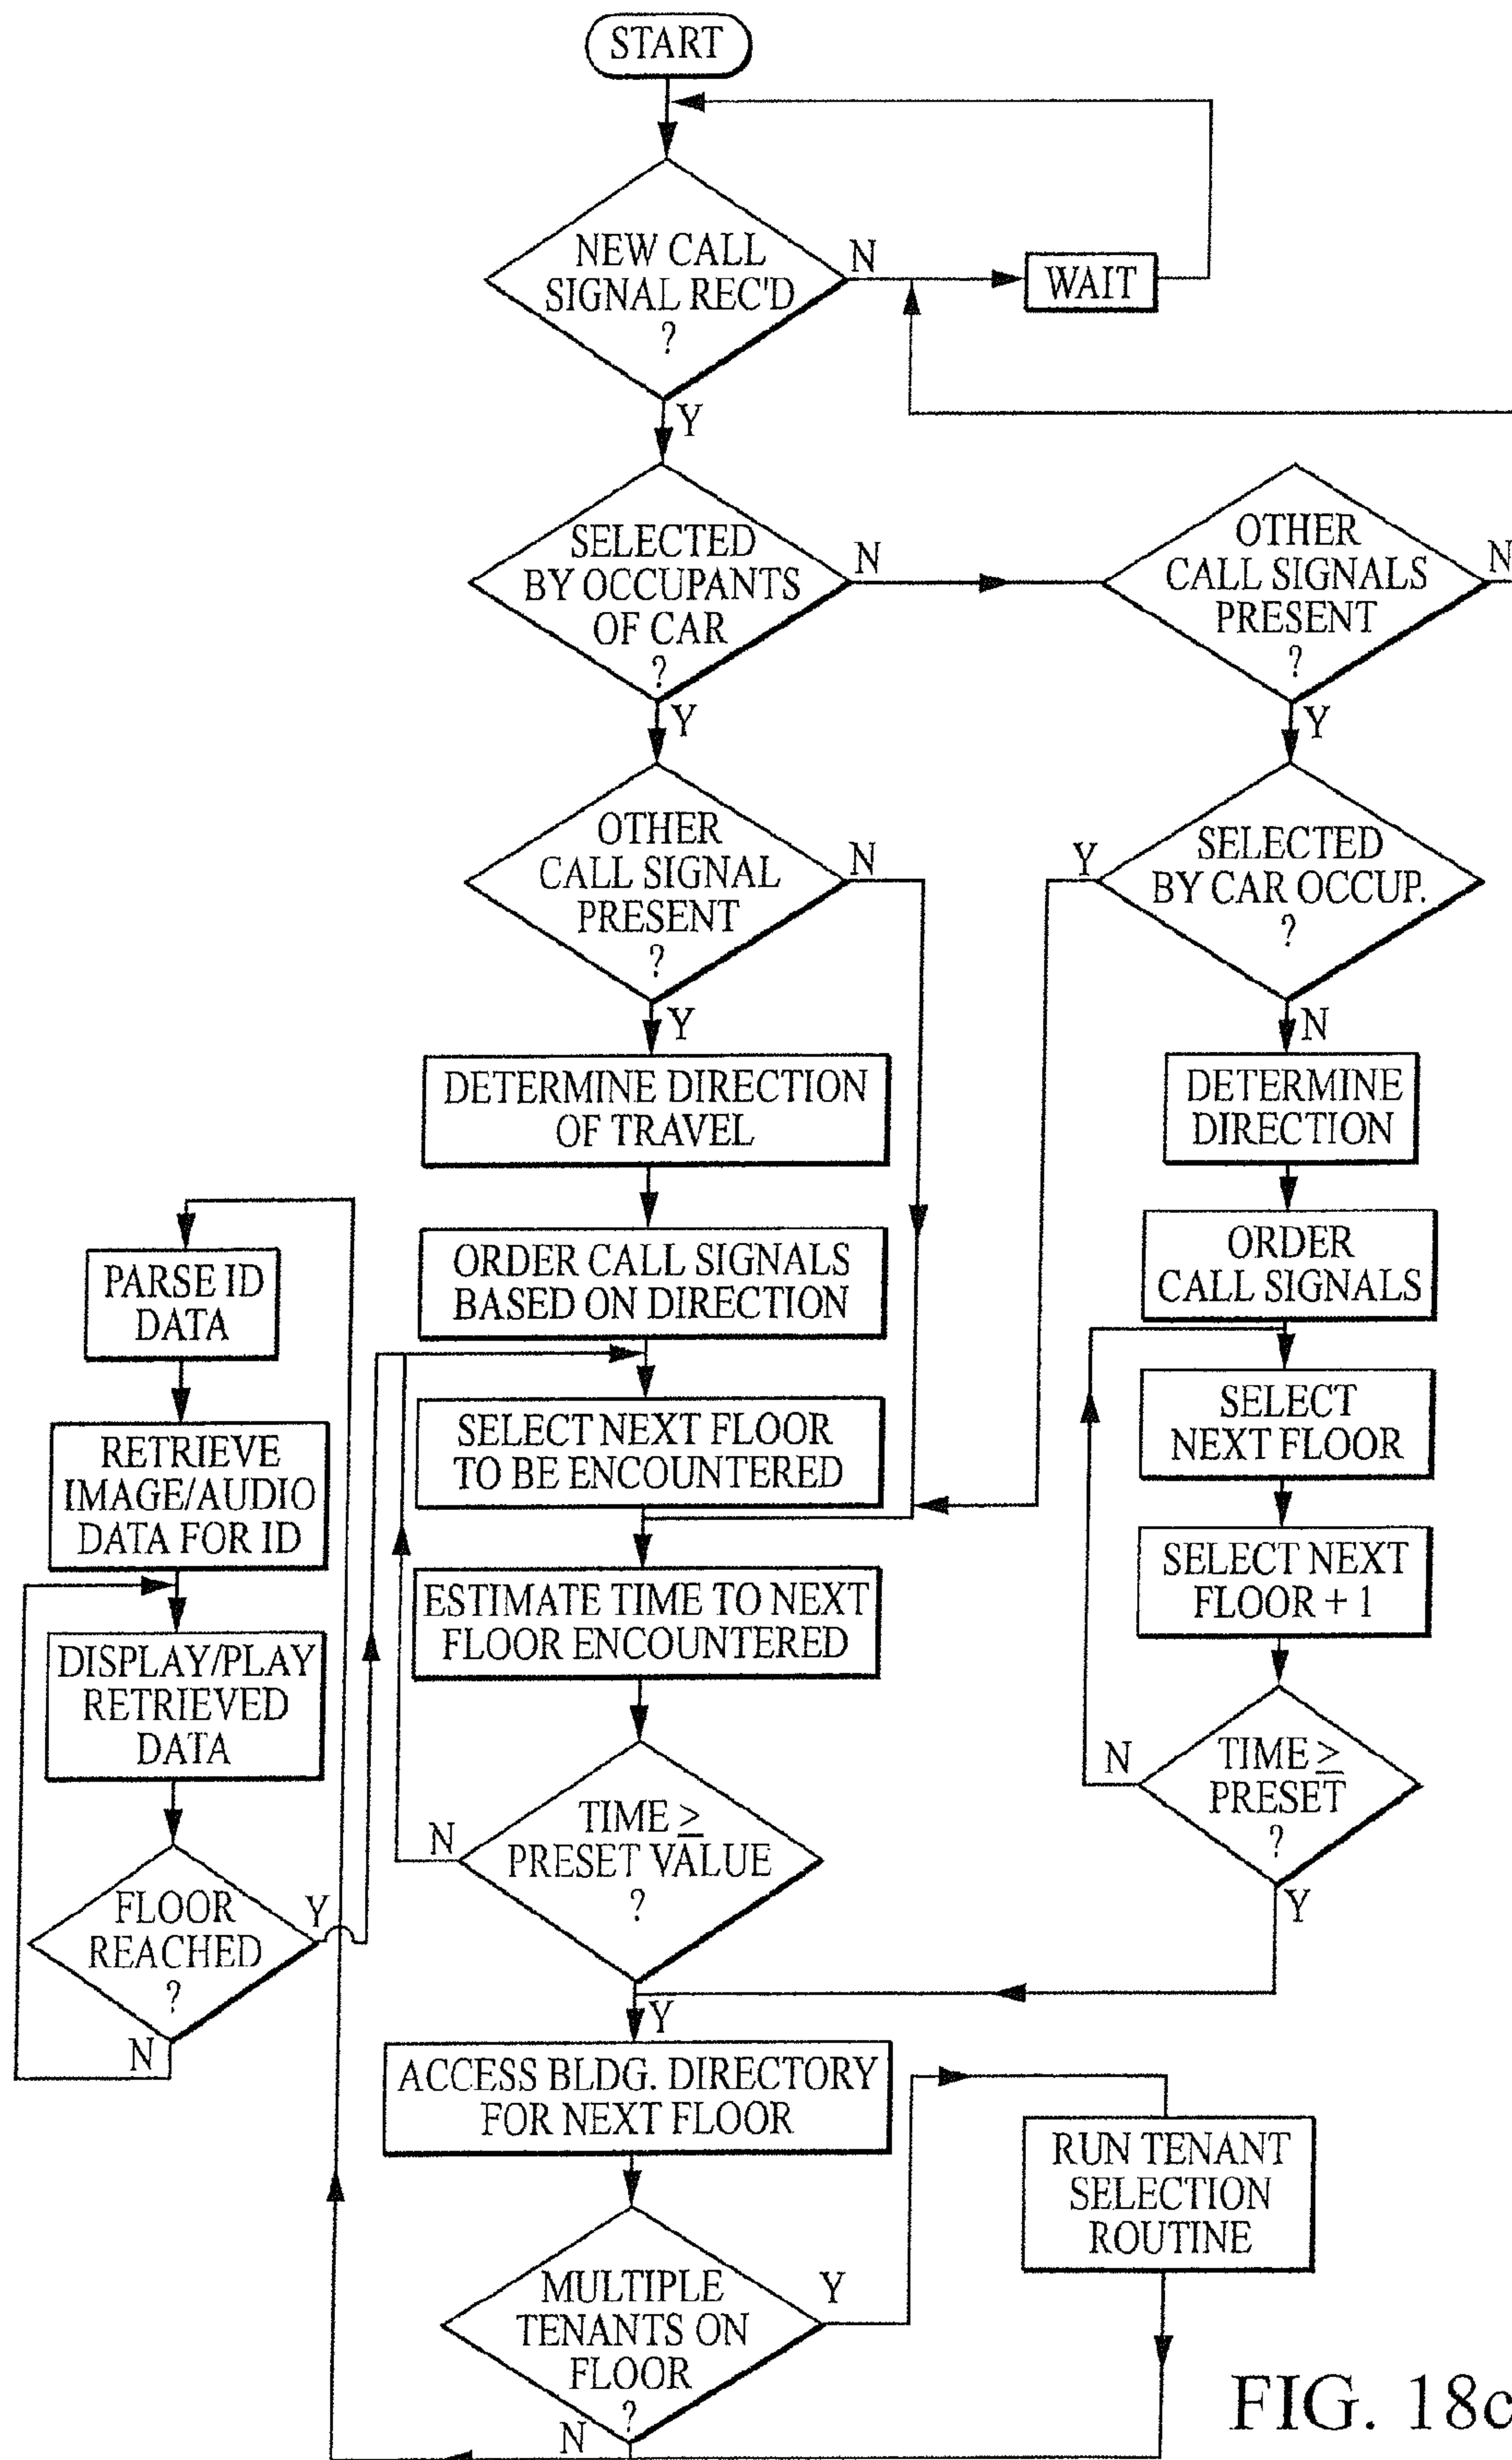 START
NEW CALL
SIGNAL REC'D
?
N
WAIT
Y
SELECTED
BY OCCUPANTS
OF CAR
?
N
OTHER
CALL SIGNALS
PRESENT
?
N
Y
Y
OTHER
CALL SIGNAL
PRESENT
?
N
Y
SELECTED
BY CAR OCCUP.
?
Y
N
DETERMINE DIRECTION
OF TRAVEL
DETERMINE
DIRECTION
ORDER CALL SIGNALS
BASED ON DIRECTION
ORDER
CALL SIGNALS
PARSE ID
DATA
SELECT NEXT FLOOR
TO BE ENCOUNTERED
SELECT
NEXT FLOOR
RETRIEVE
IMAGE/AUDIO
DATA FOR ID
ESTIMATE TIME TO NEXT
FLOOR ENCOUNTERED
SELECT NEXT
FLOOR + 1
DISPLAY/PLAY
RETRIEVED
DATA
N
TIME ≥
PRESET VALUE
?
N
TIME ≥
PRESET
?
FLOOR
REACHED
?
Y
Y
N
Y
ACCESS BLDG. DIRECTORY
FOR NEXT FLOOR
RUN TENANT
SELECTION
ROUTINE
MULTIPLE
TENANTS ON
FLOOR
?
Y
N
FIG. 18c